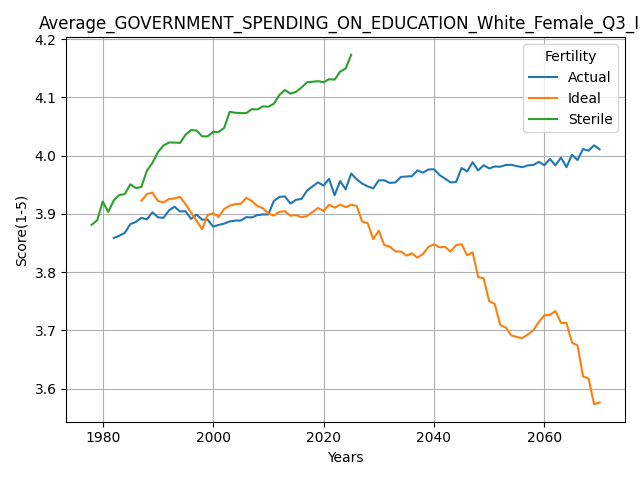 Average_GOVERNMENT_SPENDING_ON_EDUCATION_White_Female_Q3_I
4.2
4.1
4.0
3.9
3.8
3.7
3.6
Score(1-5)
Fertility
Actual
Ideal
Sterile
1980
2000
2020
2040
2060
Years